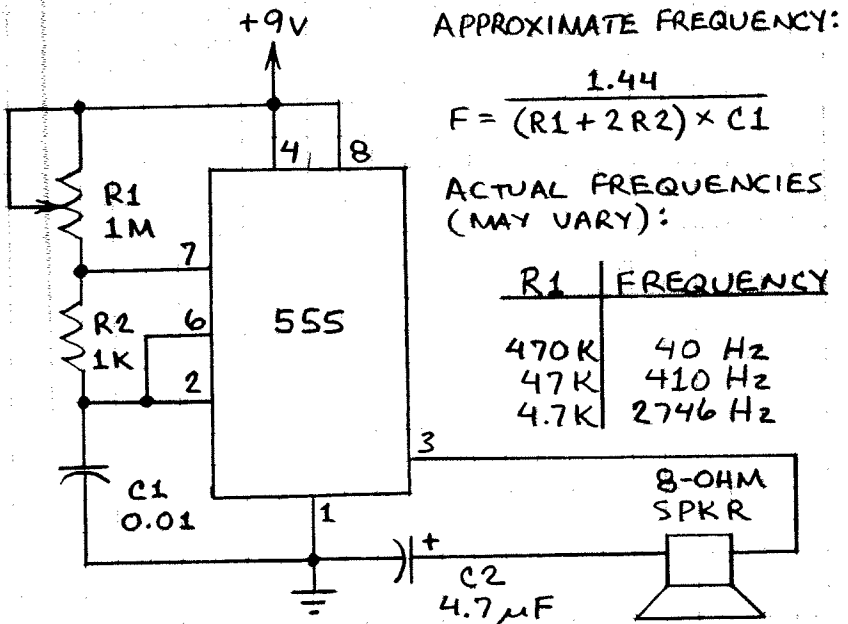 +9V
APPROXIMATE FREQUENCY:
1.44
F = (R1 + 2R2) × C1
ACTUAL FREQUENCIES
(MAY VARY):
R1 FREQUENCY
470K 40 Hz
47K 410 Hz
4.7K 2746 Hz
4 8
R1
1M
7
R2
1K
6
555
2
3
C1
0.01
1
8-OHM
SPKR
+
C2
4.7 μF